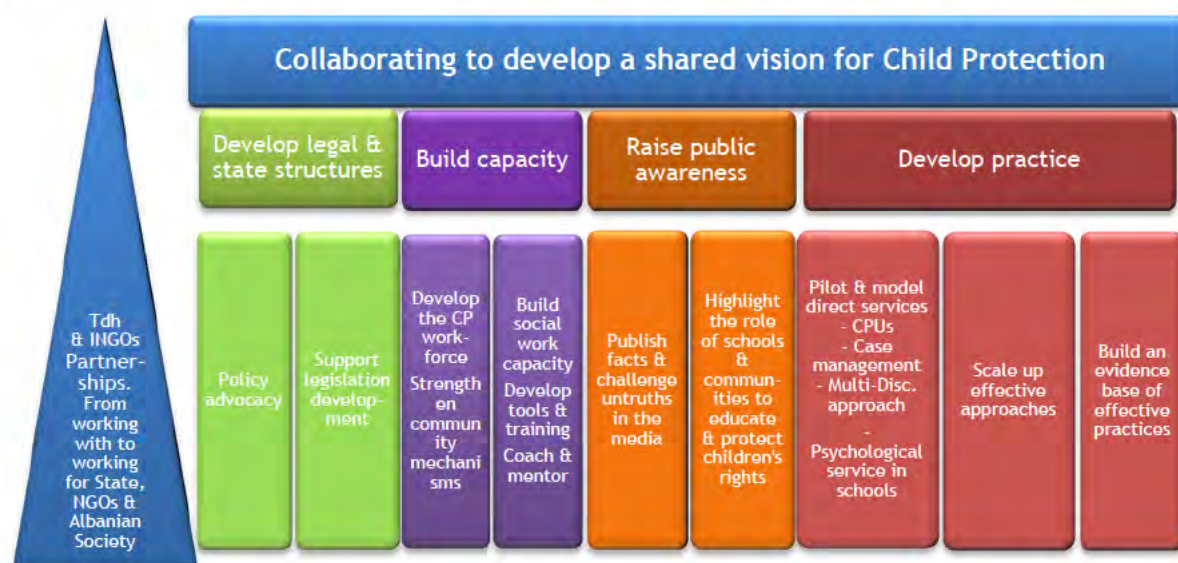 Collaborating to develop a shared vision for Child Protection
Develop legal &
state structures
Build capacity
Raise public
awareness
Develop practice
Tdh
& INGOs
Partner-
ships.
From
working
with to
working
for State,
NGOs &
Albanian
Society
Policy
advocacy
Support
legislation
develop-
ment
Develop
the CP
work-
force
Strength
en
commun
ity
mechani
sms
Build
social
work
capacity
Develop
tools &
training
Coach &
mentor
Publish
facts &
challenge
untruths
in the
media
Highlight
the role
of schools
&
commun-
ities to
educate
& protect
children's
rights
Pilot & model
direct services
- CPUs
- Case
management
- Multi-Disc.
approach
-
Psychological
service in
schools
Scale up
effective
approaches
Build an
evidence
base of
effective
practices